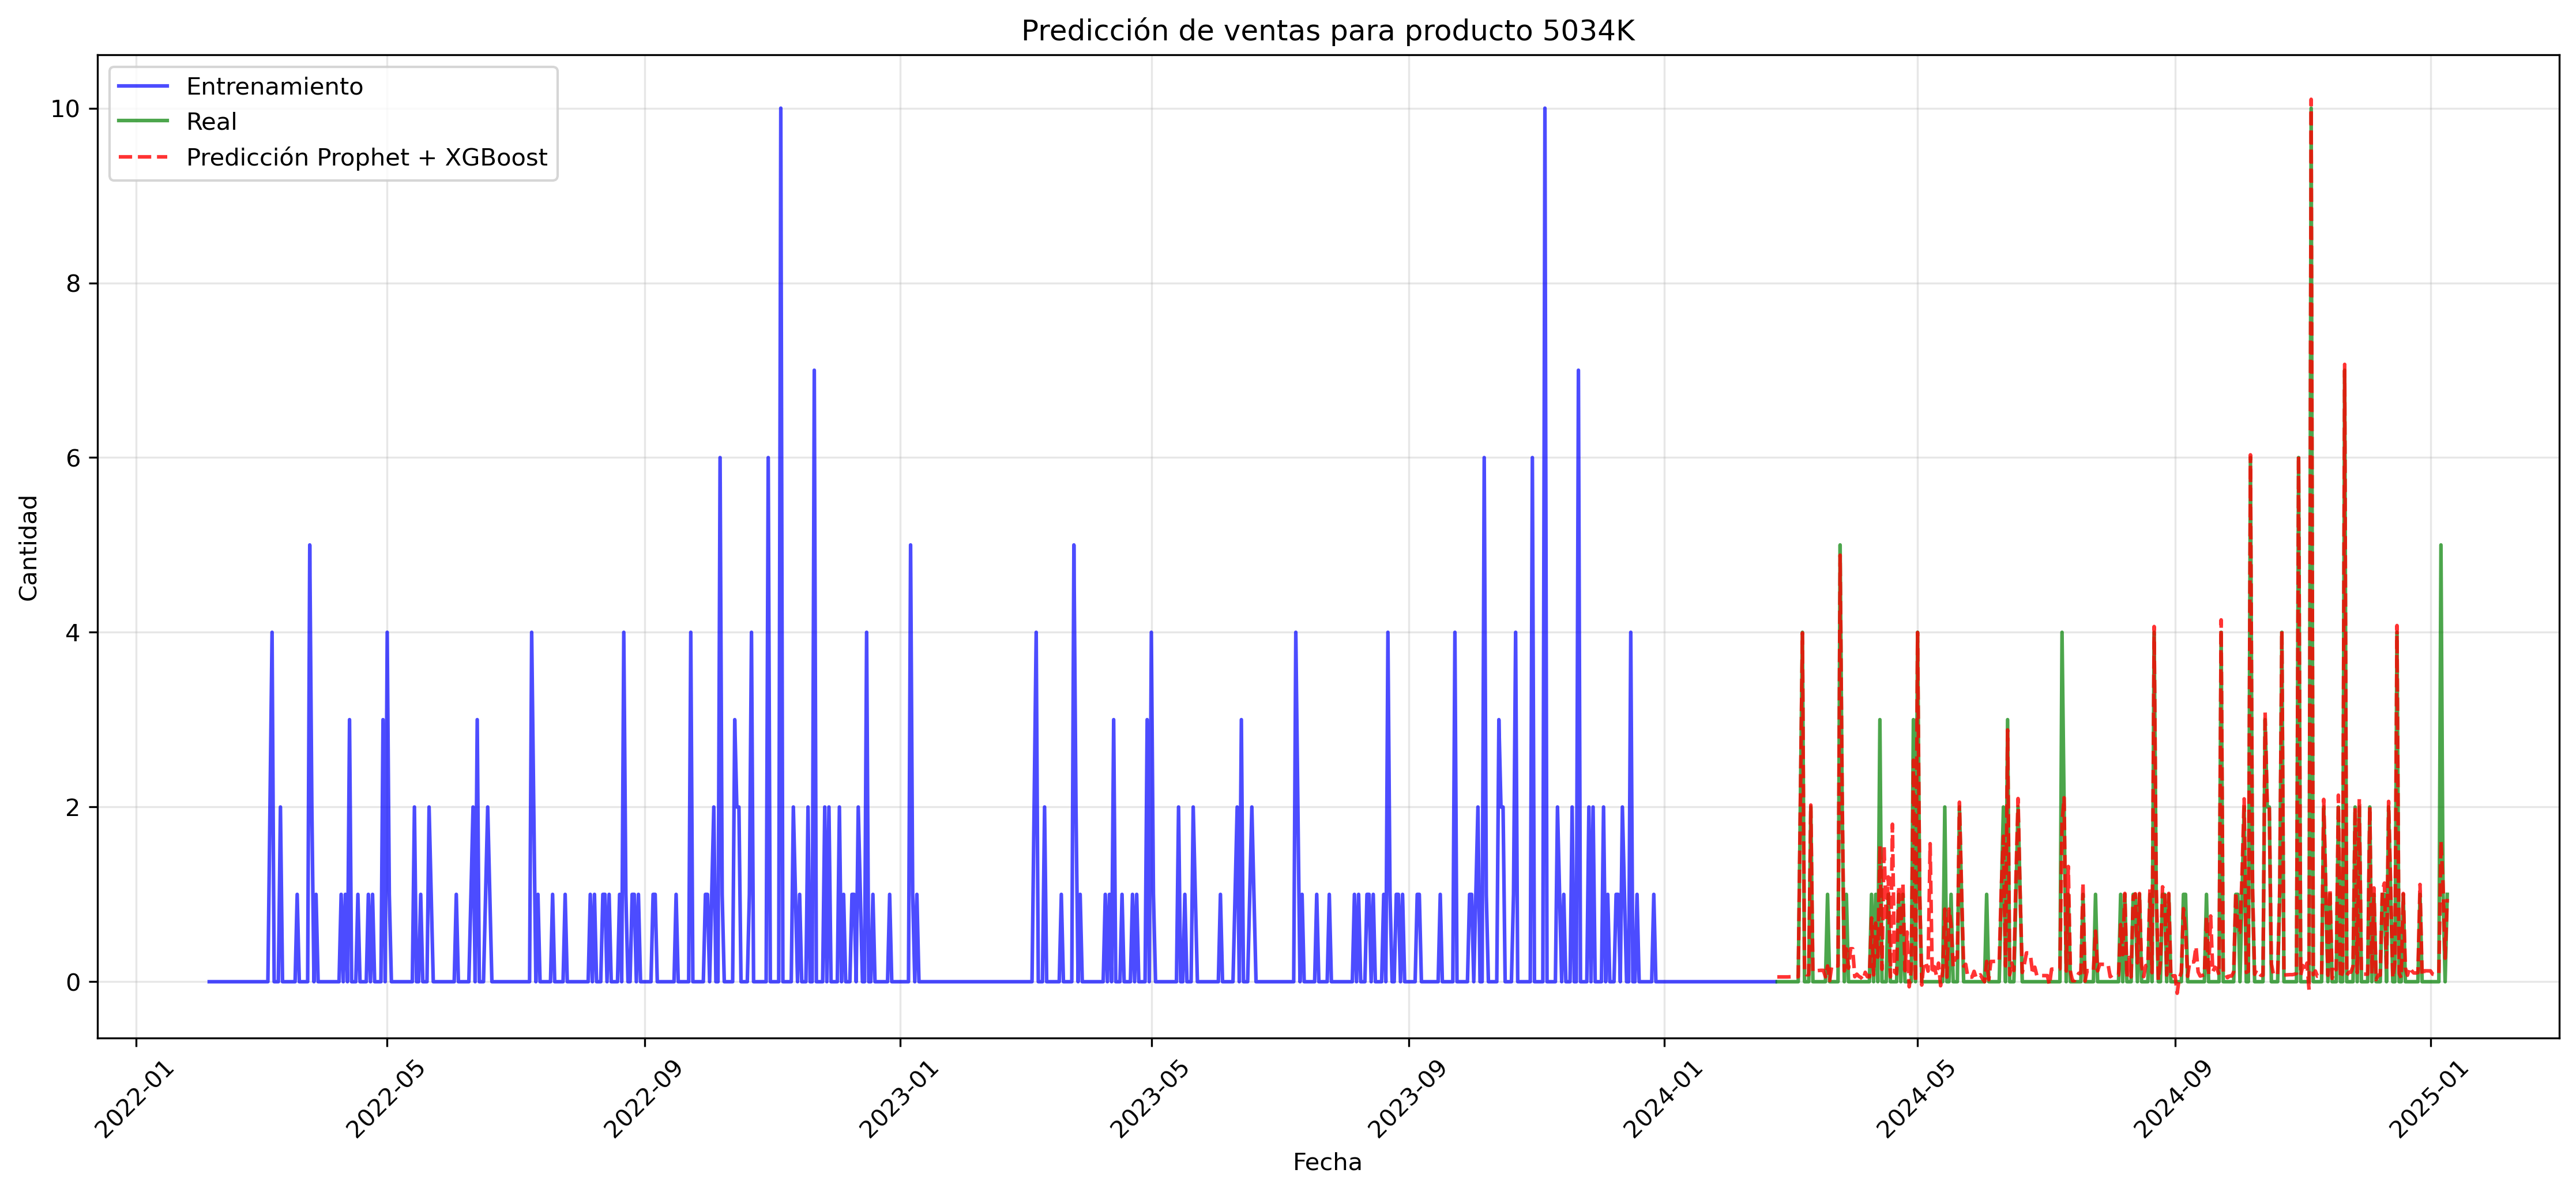 Predicción de ventas para producto 5034K
Entrenamiento
Real
Predicción Prophet + XGBoost
10
8
6
4
2
0
Cantidad
2022-01
2022-05
2022-09
2023-01
2023-05
2023-09
2024-01
2024-05
2024-09
2025-01
Fecha